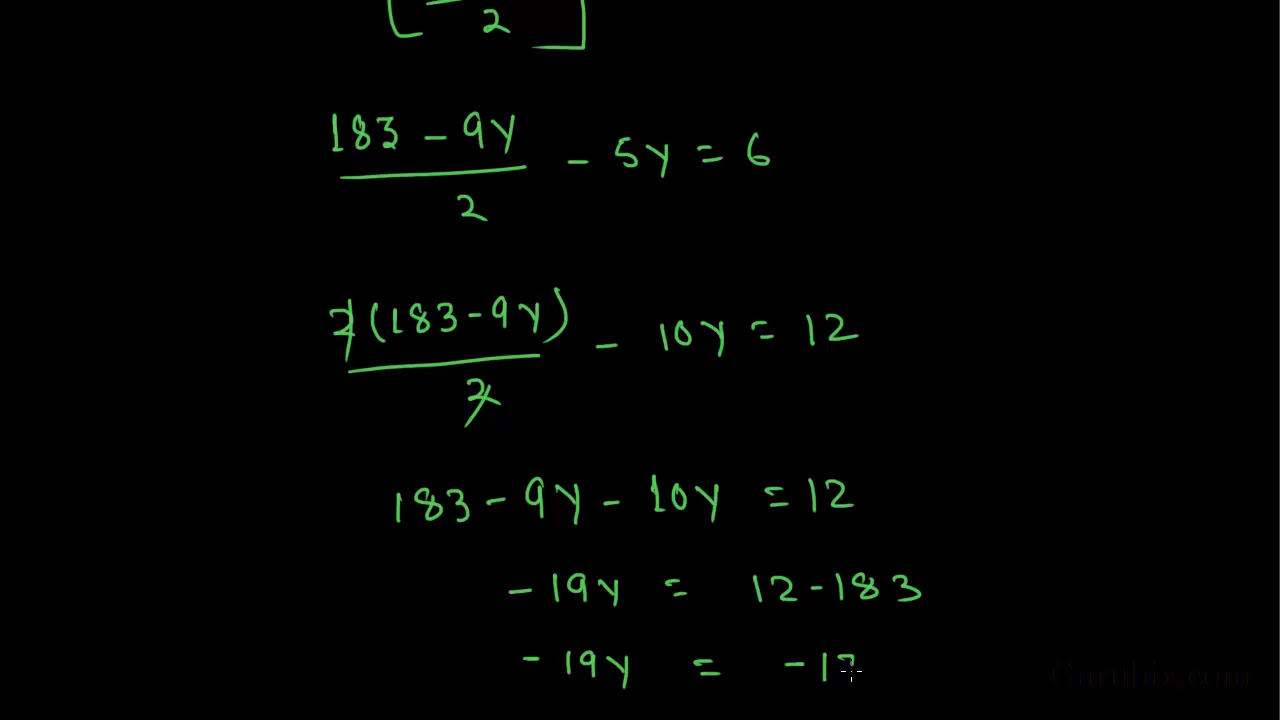 2
183 - 9y
2
- 5y = 6
2(183-9y)
2
- 10y = 12
183 - 9y - 10y = 12
- 19y = 12 - 183
- 19y = -17